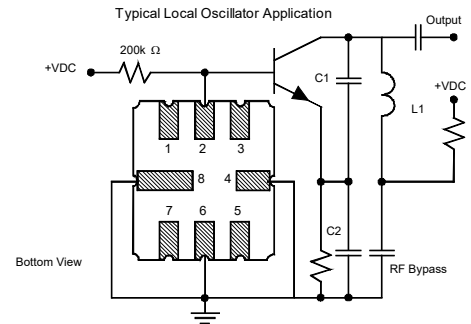 Typical Local Oscillator Application
Output
200k Ω
+VDC
C1
+VDC
L1
1 2 3
8 4
7 6 5
C2
Bottom View
RF Bypass